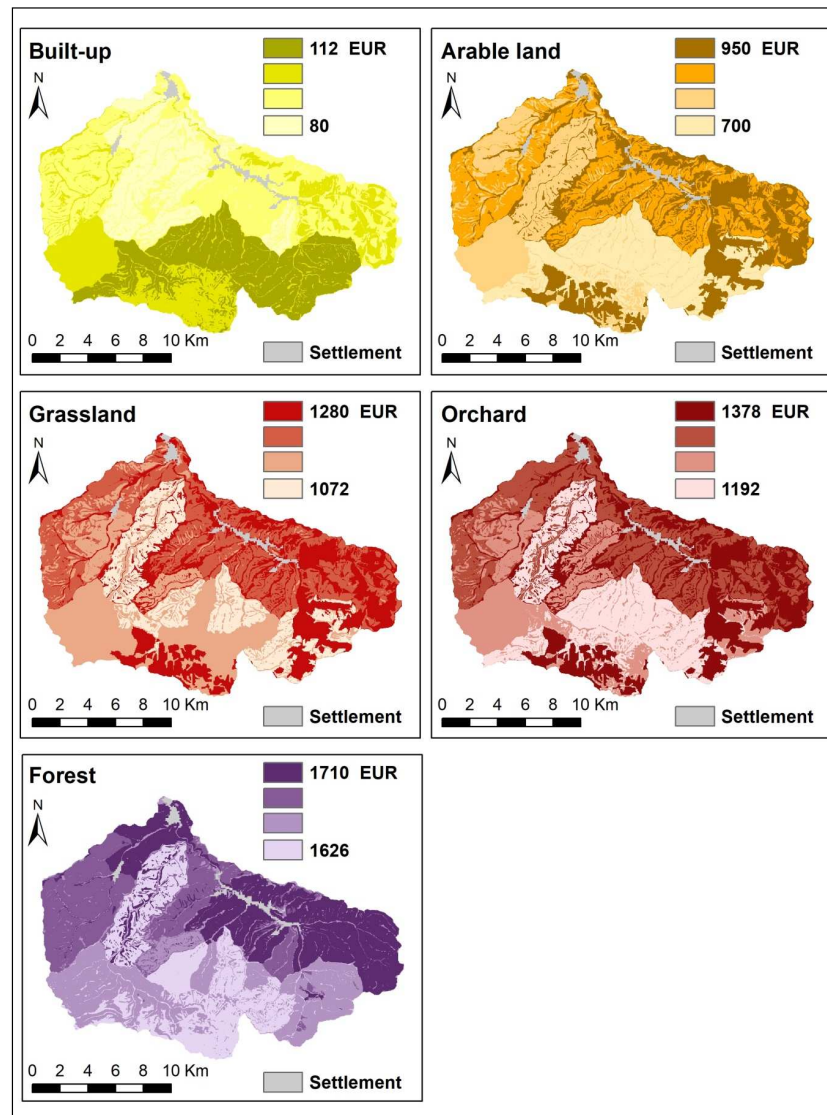 Built-up
112 EUR
80
N
0 2 4 6 8 10 Km
Settlement
Arable land
950 EUR
700
N
0 2 4 6 8 10 Km
Settlement
Grassland
1280 EUR
1072
N
0 2 4 6 8 10 Km
Settlement
Orchard
1378 EUR
1192
N
0 2 4 6 8 10 Km
Settlement
Forest
1710 EUR
1626
N
0 2 4 6 8 10 Km
Settlement